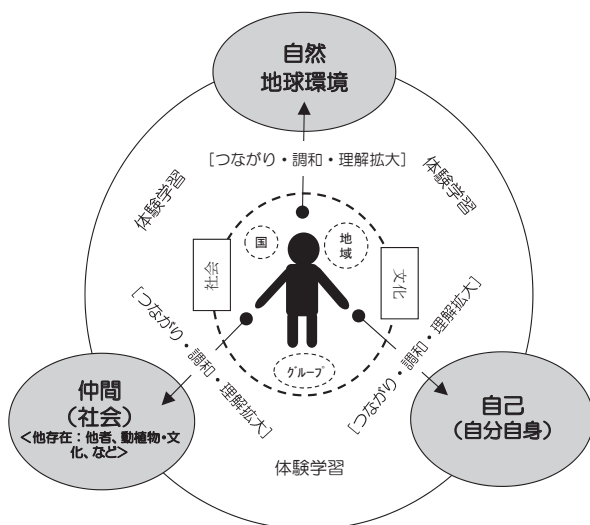 自然
地球環境
[つながり・調和・理解拡大]
体験学習
体験学習
国
地域
社会
文化
[つながり・調和・理解拡大]
[つながり・調和・理解拡大]
グループ
仲間
(社会)
<他存在:他者、動植物・文
化、など>
自己
(自分自身)
体験学習